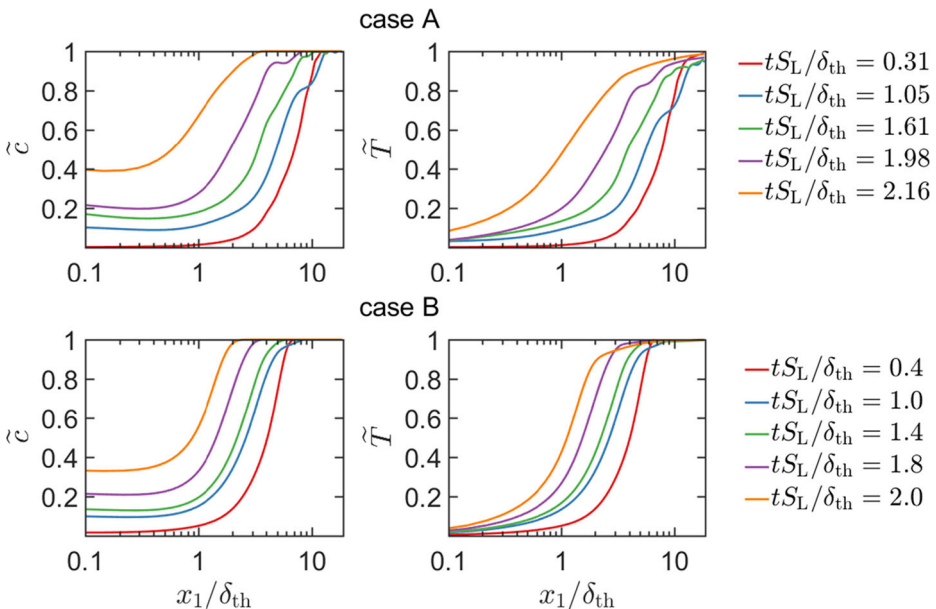 case A
1
0.8
0.6
0.4
0.2
c̃
0.1 1 10
1
0.8
0.6
0.4
0.2
T̃
0.1 1 10
tS_L/δ_th = 0.31
tS_L/δ_th = 1.05
tS_L/δ_th = 1.61
tS_L/δ_th = 1.98
tS_L/δ_th = 2.16
case B
1
0.8
0.6
0.4
0.2
c̃
0.1 1 10
x_1/δ_th
1
0.8
0.6
0.4
0.2
T̃
0.1 1 10
x_1/δ_th
tS_L/δ_th = 0.4
tS_L/δ_th = 1.0
tS_L/δ_th = 1.4
tS_L/δ_th = 1.8
tS_L/δ_th = 2.0